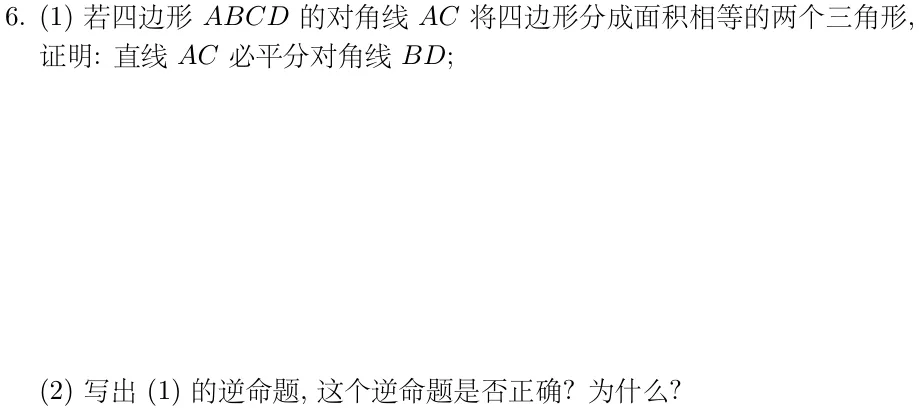 6. (1) 若四边形 ABCD 的对角线 AC 将四边形分成面积相等的两个三角形,
证明: 直线 AC 必平分对角线 BD;
(2) 写出 (1) 的逆命题, 这个逆命题是否正确? 为什么?